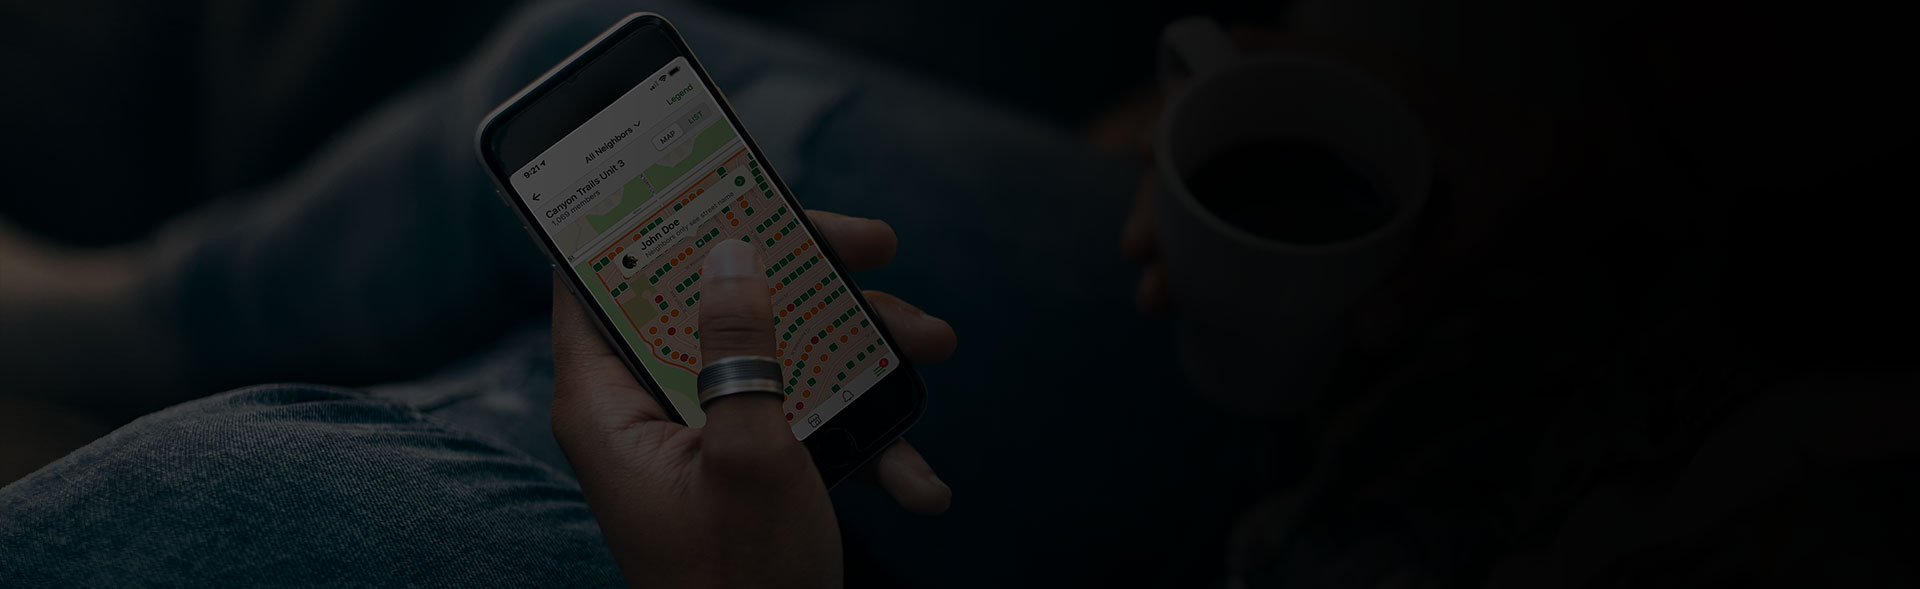 9:21
Legend
All Neighbors
Canyon Trails Unit 3
1,069 members
MAP
LIST
John Doe
Neighbors only see street name